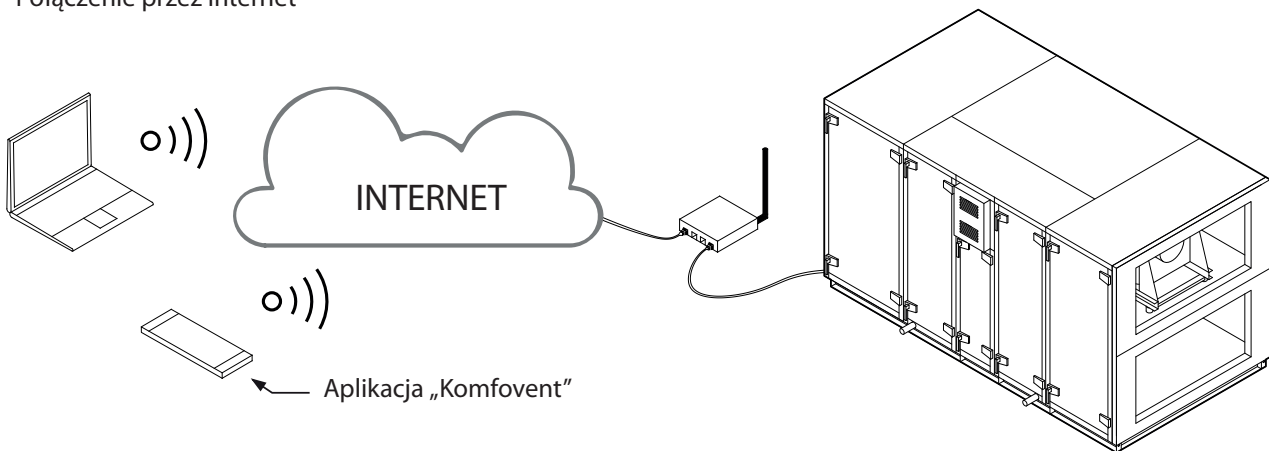 Połączenie przez internet
INTERNET
Aplikacja „Komfovent”